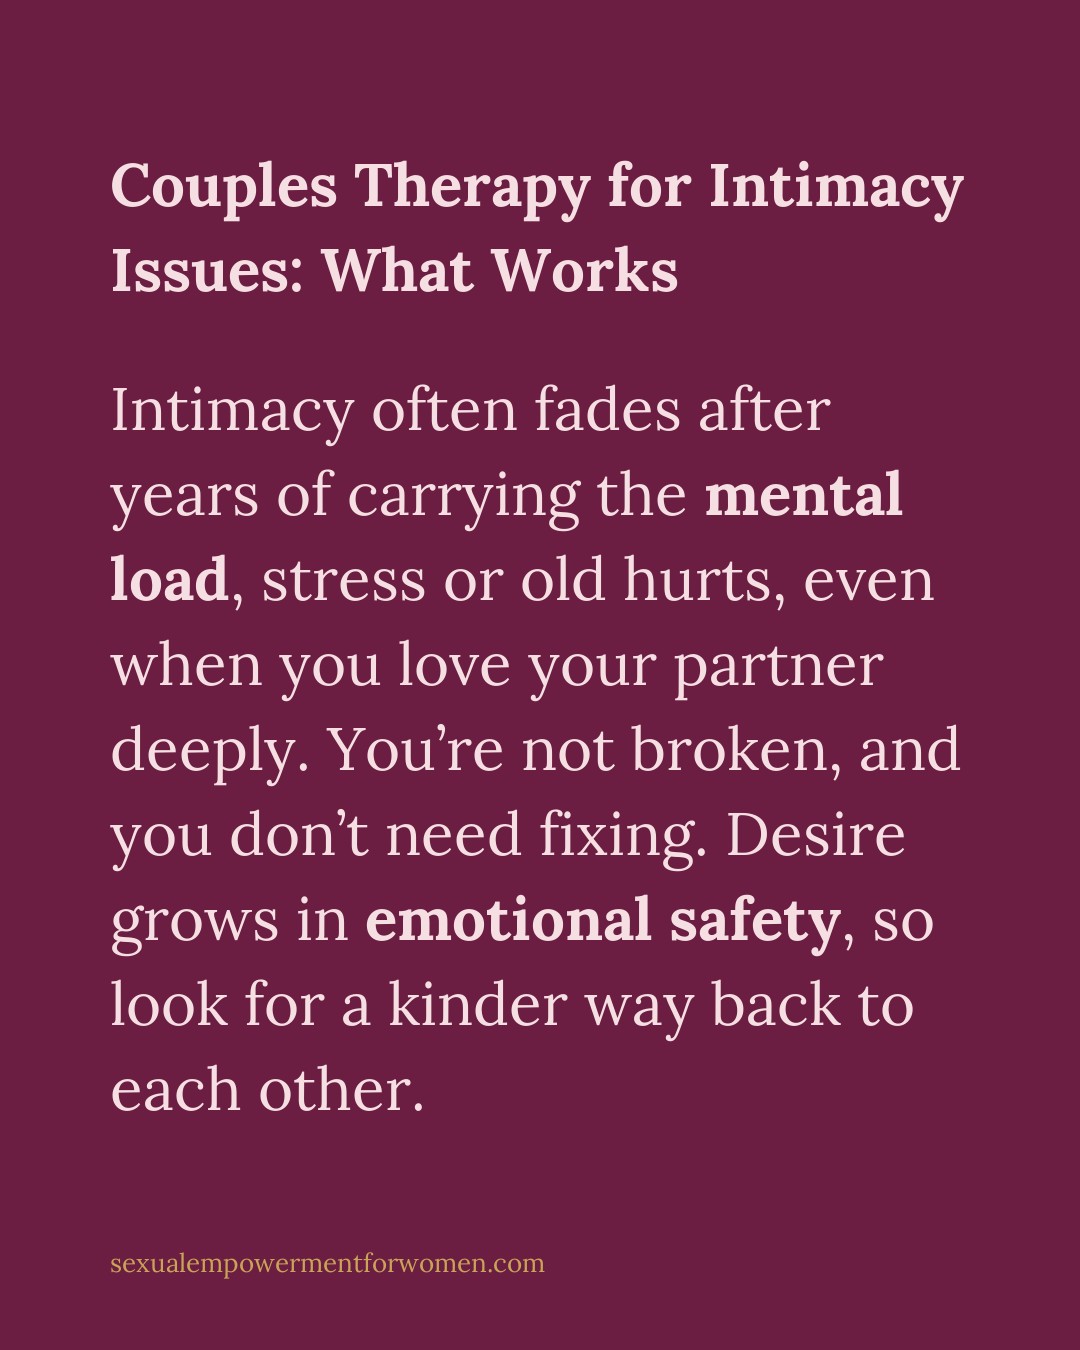 Couples Therapy for Intimacy
Issues: What Works
Intimacy often fades after
years of carrying the mental
load, stress or old hurts, even
when you love your partner
deeply. You’re not broken, and
you don’t need fixing. Desire
grows in emotional safety, so
look for a kinder way back to
each other.
sexualempowermentforwomen.com